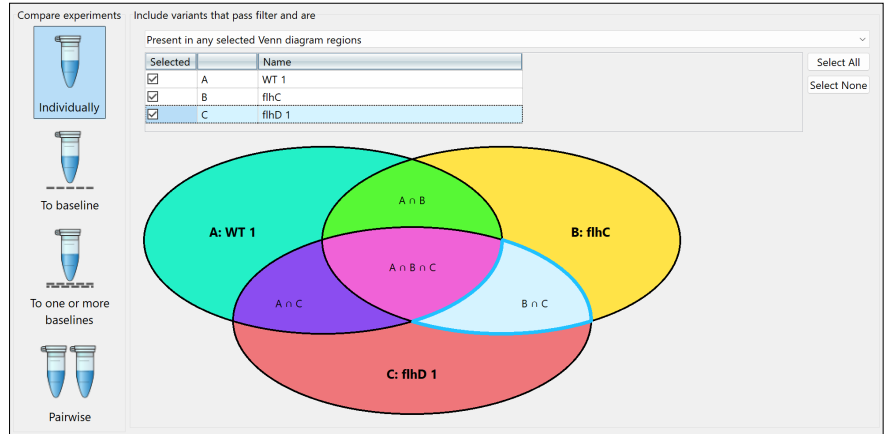 Compare experiments
Individually
To baseline
To one or more
baselines
Pairwise
Include variants that pass filter and are
Present in any selected Venn diagram regions
Selected Name
A WT 1
B flhC
C flhD 1
Select All
Select None
A ∩ B
A: WT 1
B: flhC
A ∩ B ∩ C
A ∩ C
B ∩ C
C: flhD 1